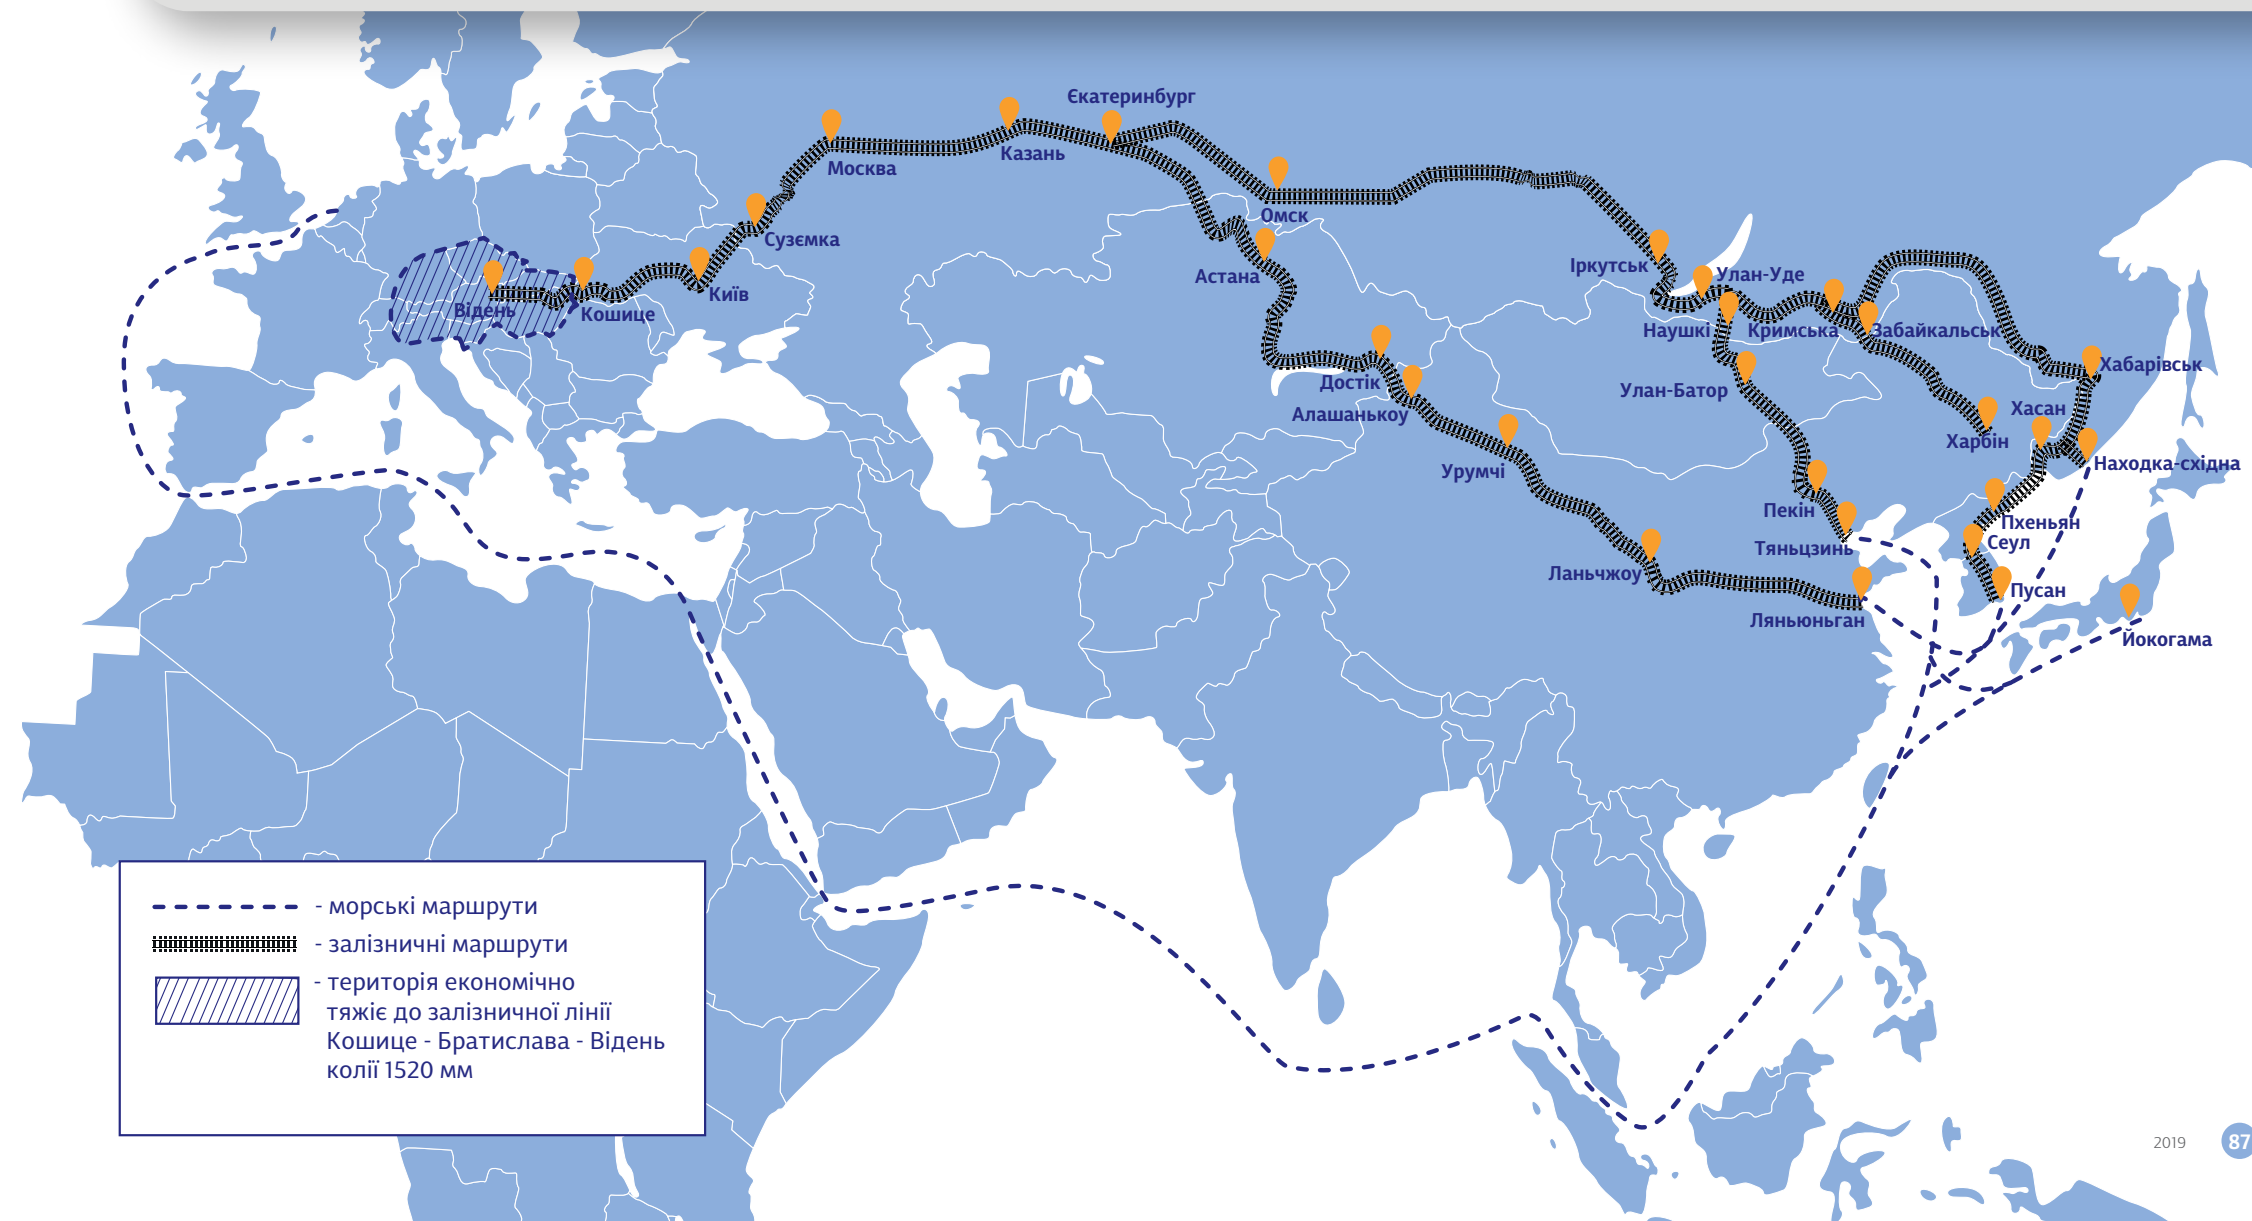 Єкатеринбург
Казань
Москва
Омск
Сузємка
Іркутськ
Улан-Уде
Астана
Київ
Відень
Кошице
Наушкі
Кримська
Забайкальськ
Хабарівськ
Достік
Улан-Батор
Алашанькоу
Хасан
Харбін
Находка-східна
Урумчі
Пекін
Пхеньян
Сеул
Тяньцзинь
Ланьчжоу
Пусан
Ляньюньган
Йокогама
- морські маршрути
- залізничні маршрути
- територія економічно
тяжіє до залізничної лінії
Кошице - Братислава - Відень
колії 1520 мм
2019
87